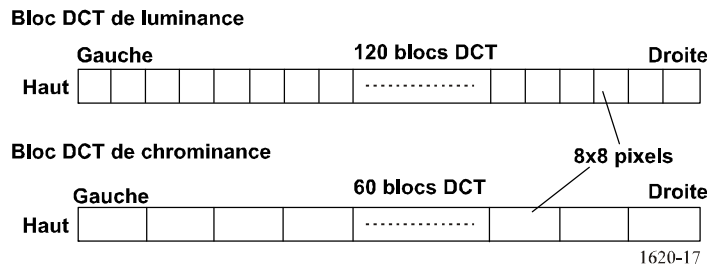 Bloc DCT de luminance
Gauche 120 blocs DCT Droite
Haut
Bloc DCT de chrominance
8x8 pixels
Gauche 60 blocs DCT Droite
Haut
1620-17